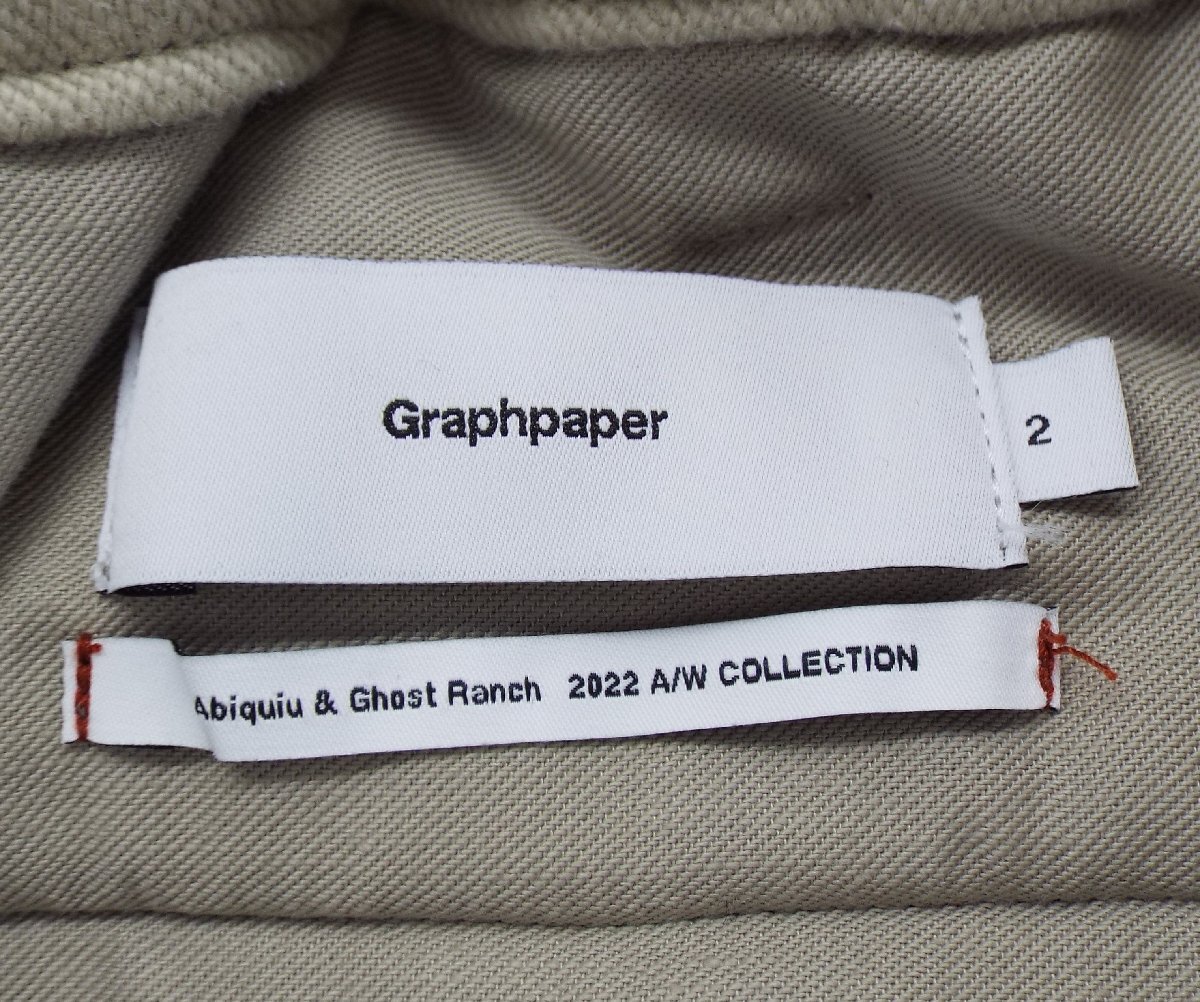 Graphpaper
2
Abiquiu & Ghost Ranch 2022 A/W COLLECTION